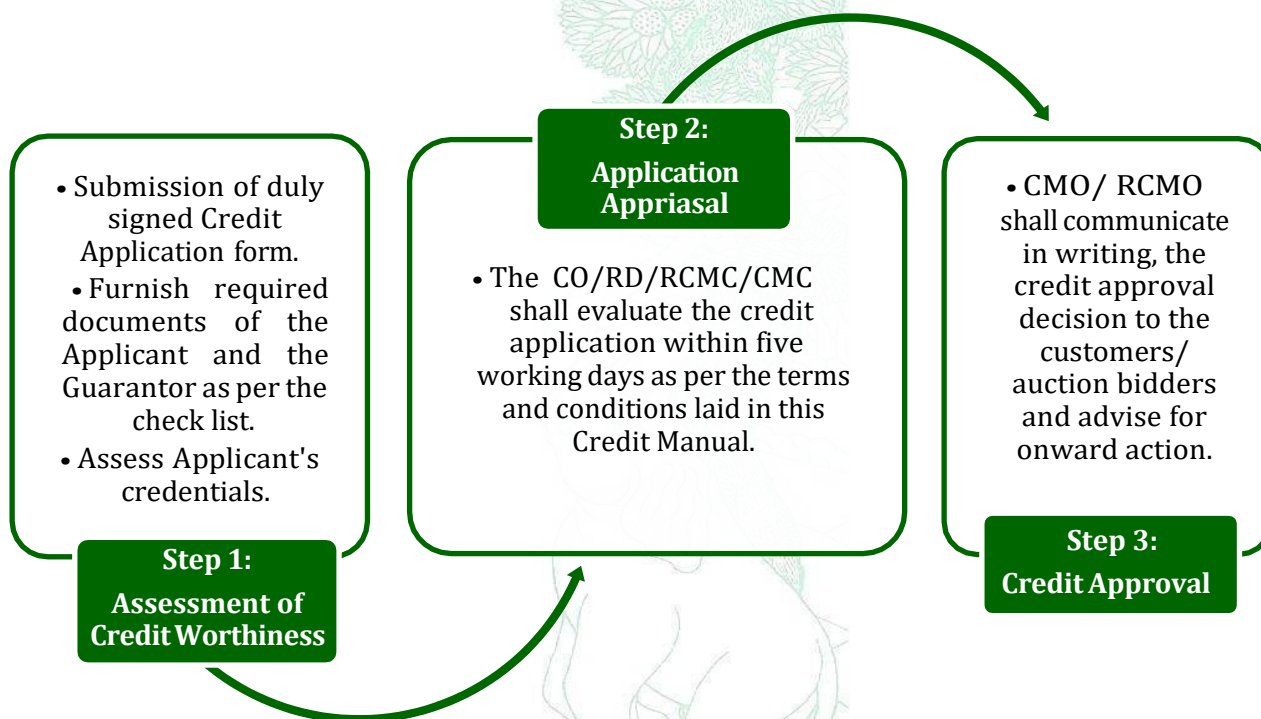 • Submission of duly
signed Credit
Application form.
• Furnish required
documents of the
Applicant and the
Guarantor as per the
check list.
• Assess Applicant's
credentials.
Step 1:
Assessment of
Credit Worthiness
Step 2:
Application
Appriasal
• The CO/RD/RCMC/CMC
shall evaluate the credit
application within five
working days as per the terms
and conditions laid in this
Credit Manual.
• CMO/ RCMO
shall communicate
in writing, the
credit approval
decision to the
customers/
auction bidders
and advise for
onward action.
Step 3:
Credit Approval